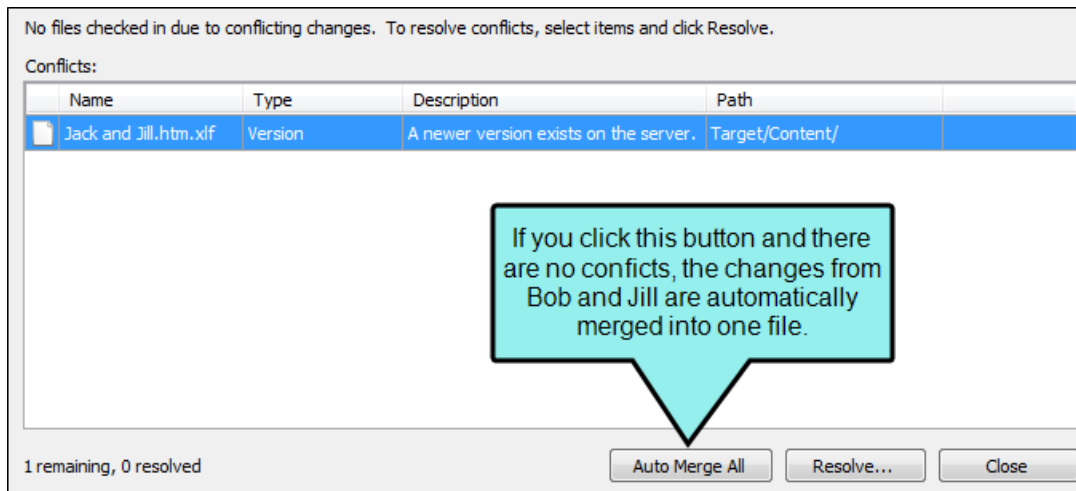 No files checked in due to conflicting changes.  To resolve conflicts, select items and click Resolve.
Conflicts:
Name Type Description Path
Jack and Jill.htm.xlf Version A newer version exists on the server. Target/Content/
If you click this button and there
are no conficts, the changes from
Bob and Jill are automatically
merged into one file.
1 remaining, 0 resolved Auto Merge All Resolve... Close